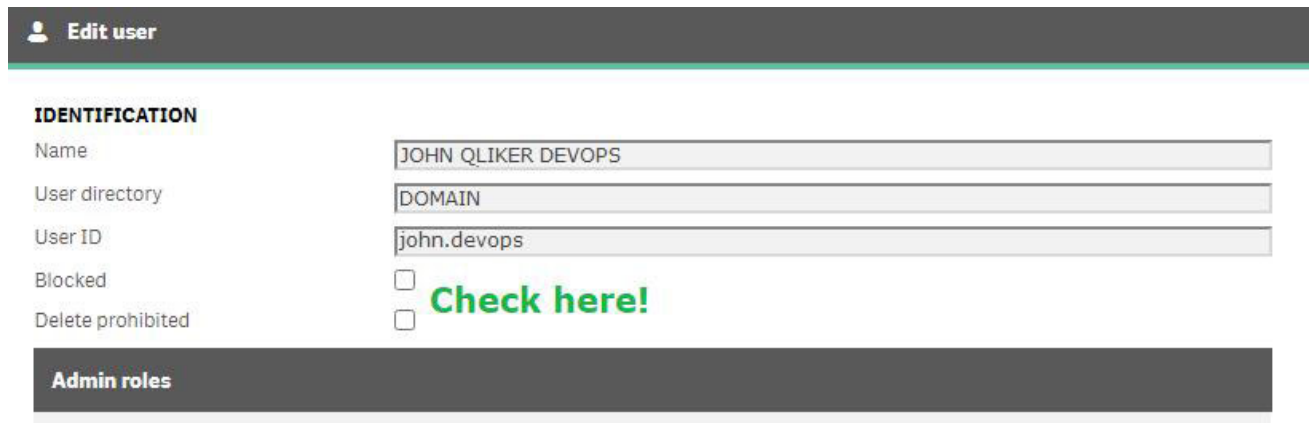 Edit user
IDENTIFICATION
Name JOHN QLIKER DEVOPS
User directory DOMAIN
User ID john.devops
Blocked
Check here!
Delete prohibited
Admin roles